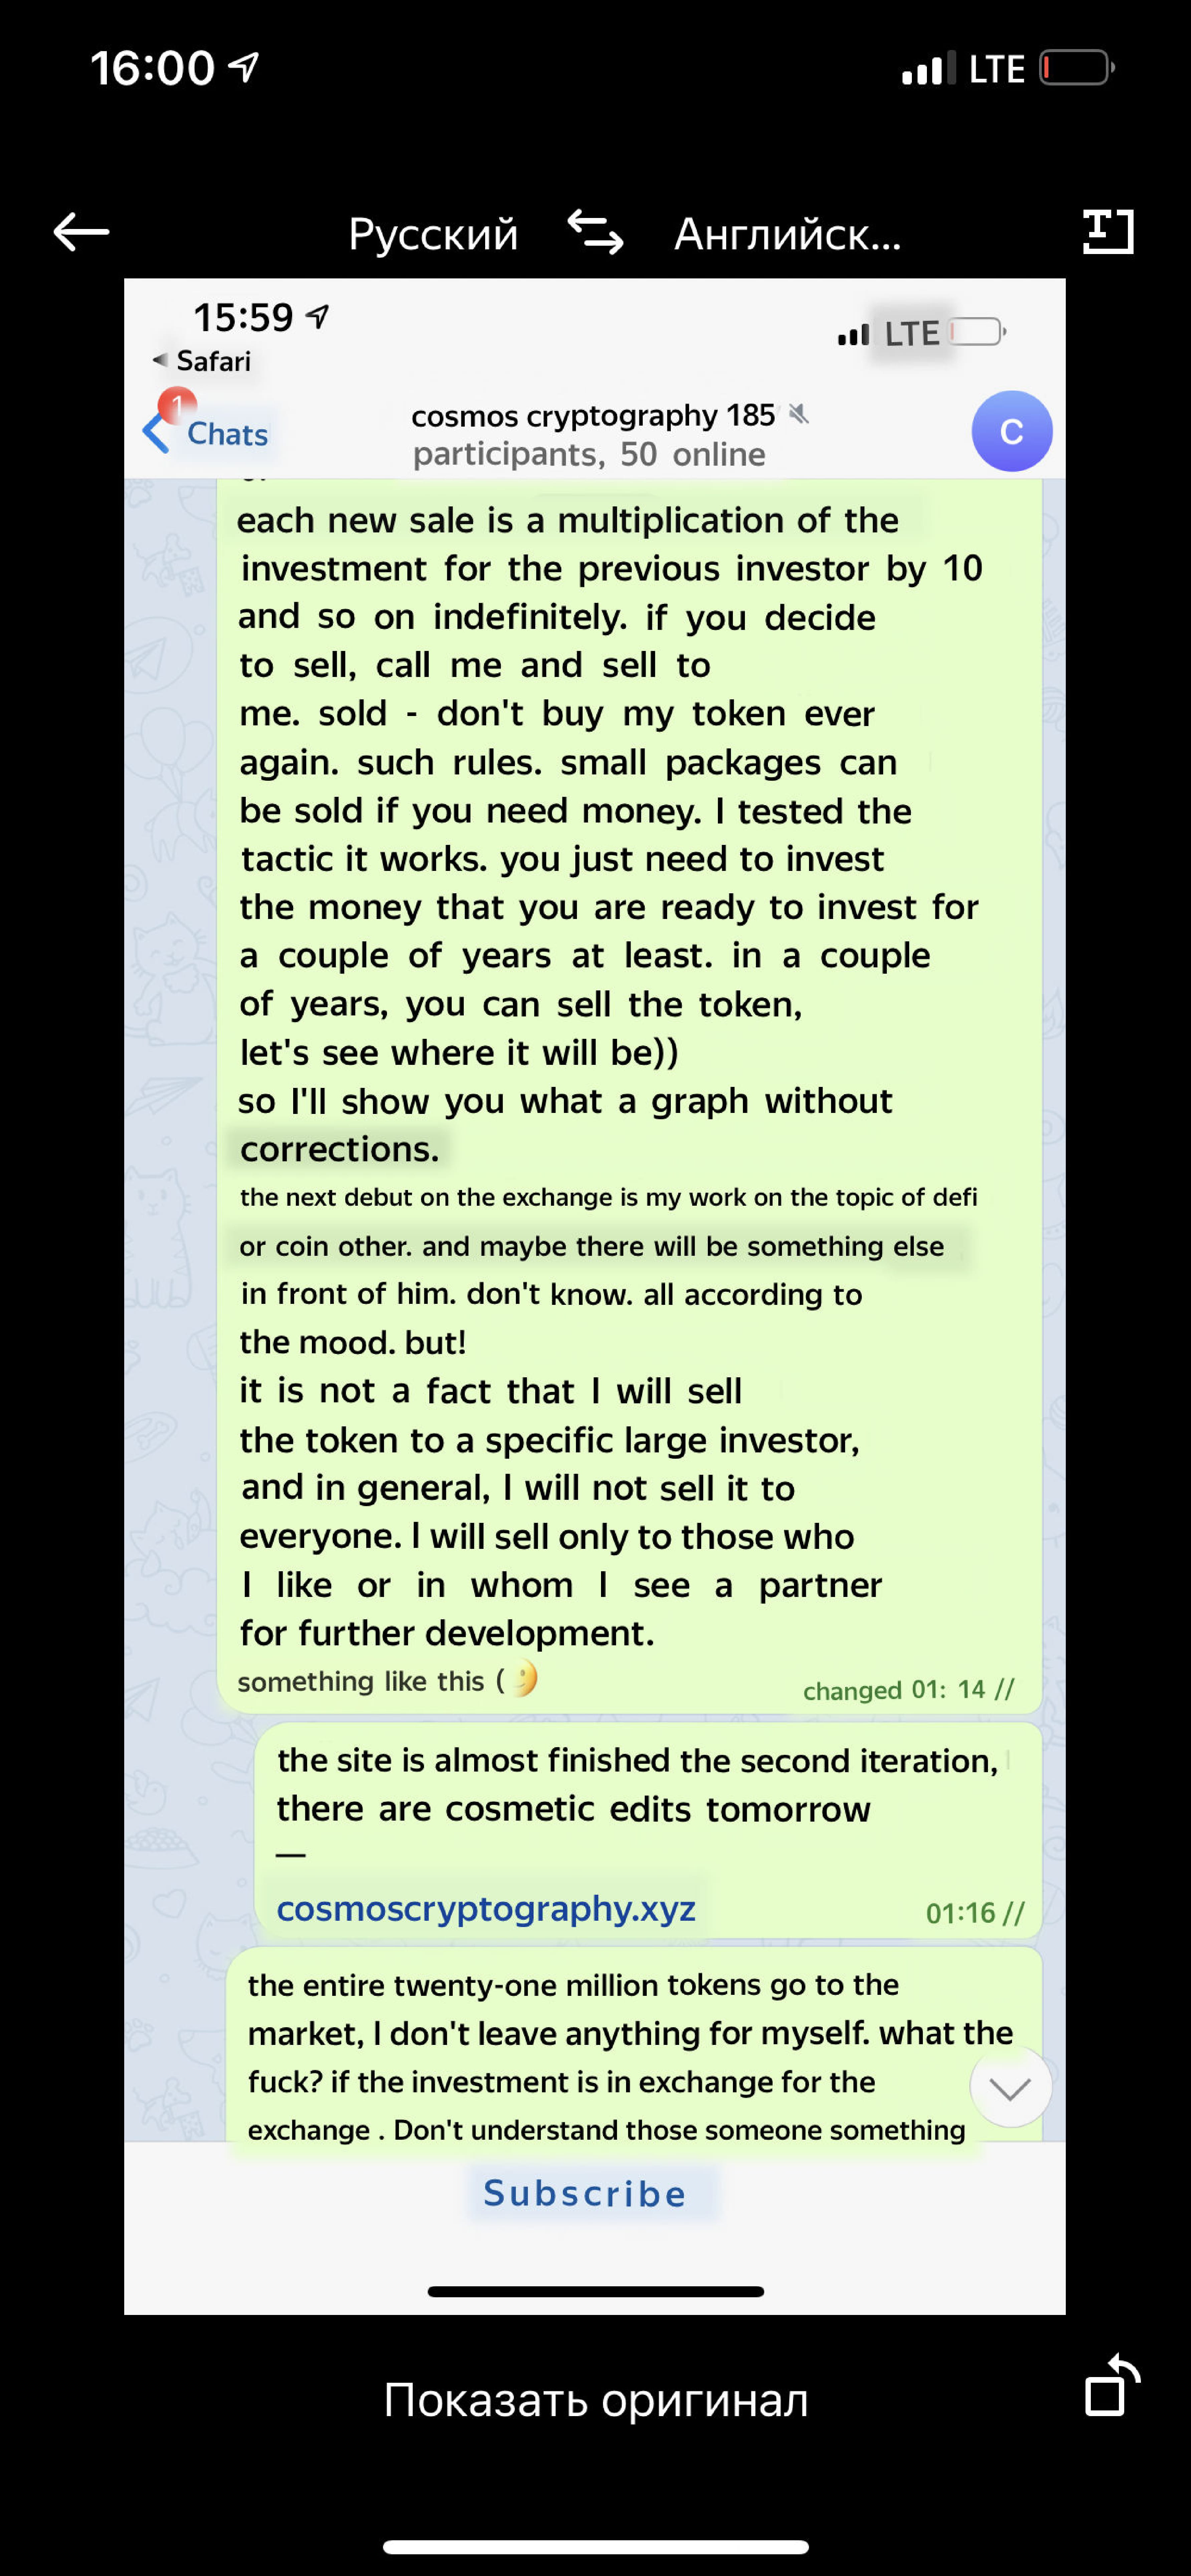 16:00
LTE
Русский
Английск...
15:59
LTE
Safari
1
Chats
cosmos cryptography 185
participants, 50 online
C
each new sale is a multiplication of the
investment for the previous investor by 10
and so on indefinitely. if you decide
to sell, call me and sell to
me. sold - don't buy my token ever
again. such rules. small packages can
be sold if you need money. I tested the
tactic it works. you just need to invest
the money that you are ready to invest for
a couple of years at least. in a couple
of years, you can sell the token,
let's see where it will be))
so I'll show you what a graph without
corrections.
the next debut on the exchange is my work on the topic of defi
or coin other. and maybe there will be something else
in front of him. don't know. all according to
the mood. but!
it is not a fact that I will sell
the token to a specific large investor,
and in general, I will not sell it to
everyone. I will sell only to those who
I like or in whom I see a partner
for further development.
something like this (
changed 01: 14 //
the site is almost finished the second iteration,
there are cosmetic edits tomorrow
—
cosmoscryptography.xyz
01:16 //
the entire twenty-one million tokens go to the
market, I don't leave anything for myself. what the
fuck? if the investment is in exchange for the
exchange . Don't understand those someone something
Subscribe
Показать оригинал